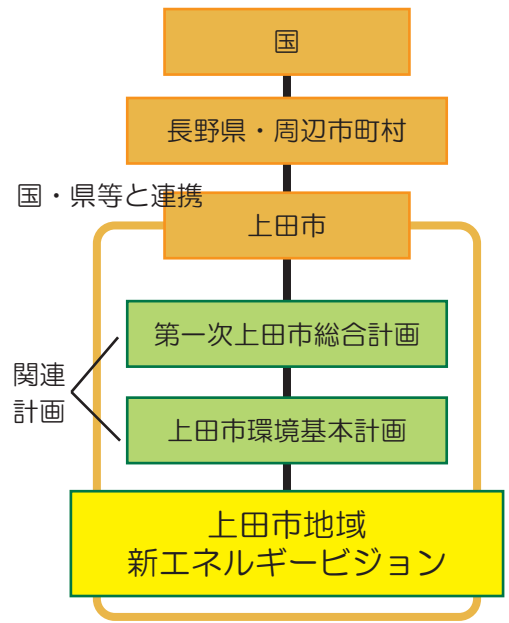 国
長野県・周辺市町村
国・県等と連携
上田市
第一次上田市総合計画
関連
計画
上田市環境基本計画
上田市地域
新エネルギービジョン